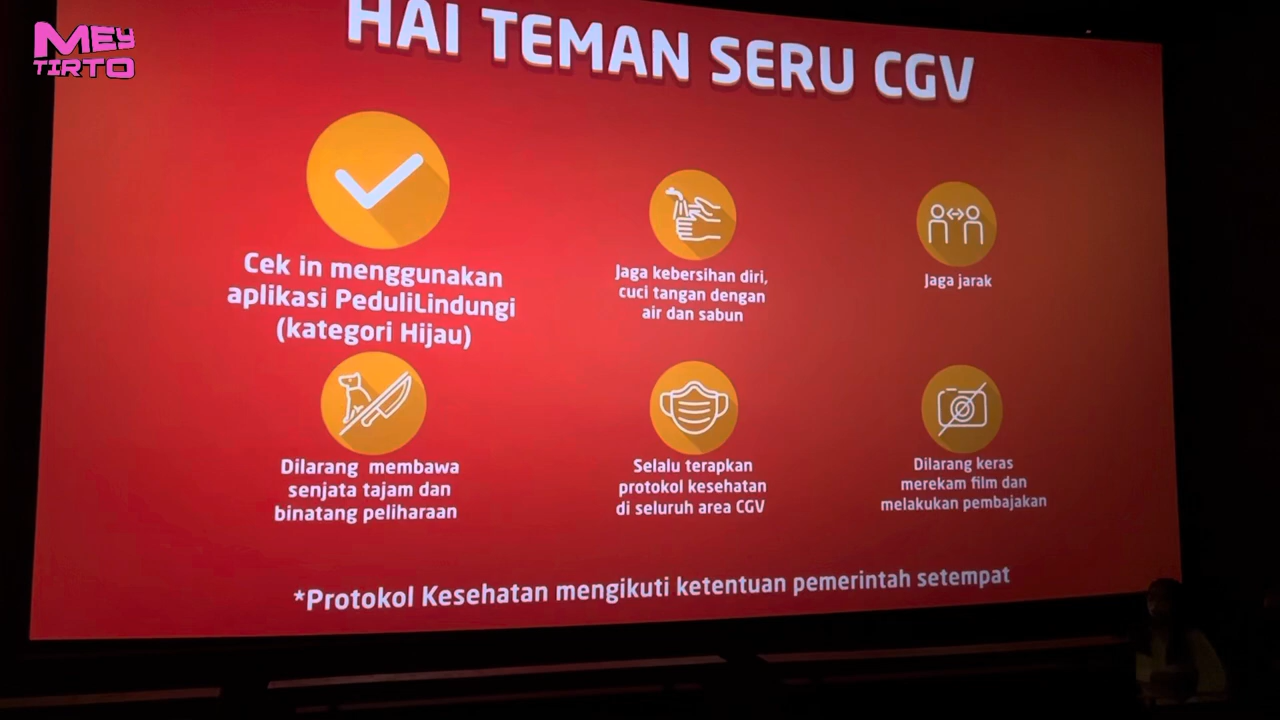 MEY
TIRTO
HAI TEMAN SERU CGV
Cek in menggunakan
aplikasi PeduliLindungi
(kategori Hijau)
Jaga kebersihan diri,
cuci tangan dengan
air dan sabun
Jaga jarak
Dilarang membawa
senjata tajam dan
binatang peliharaan
Selalu terapkan
protokol kesehatan
di seluruh area CGV
Dilarang keras
merekam film dan
melakukan pembajakan
*Protokol Kesehatan mengikuti ketentuan pemerintah setempat